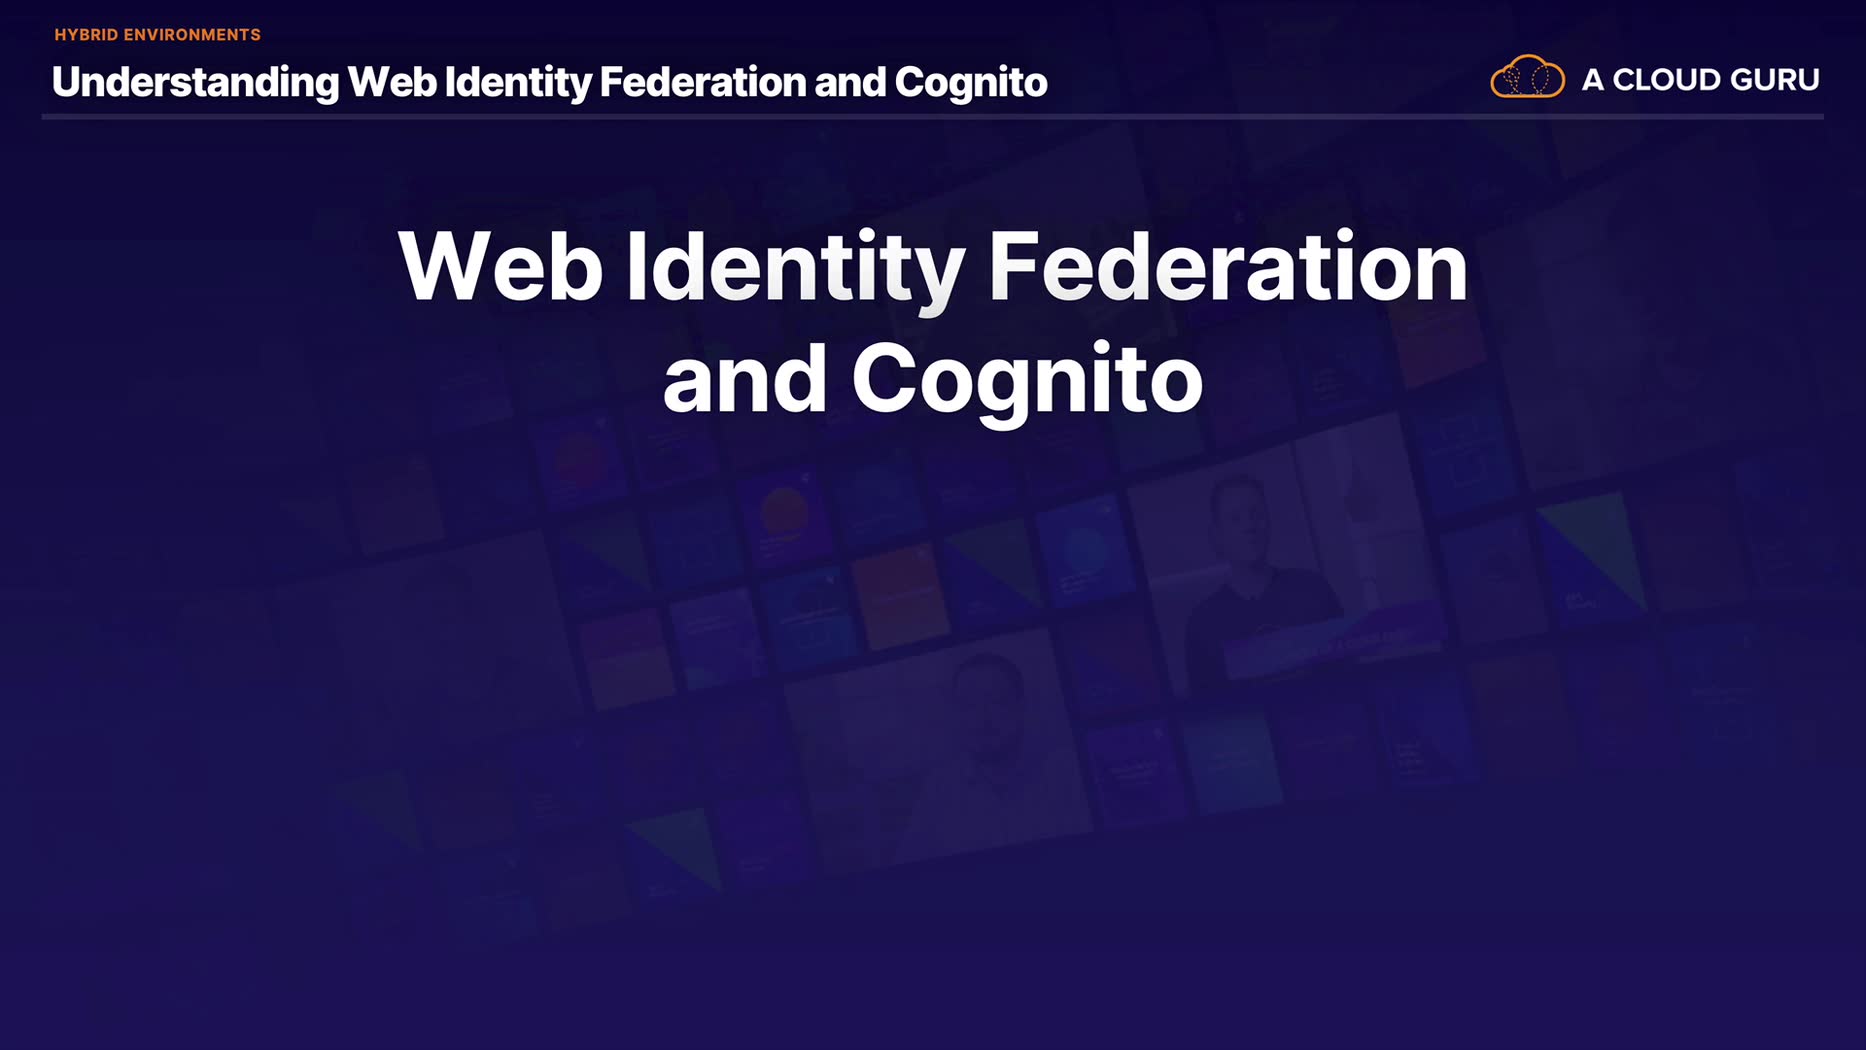 HYBRID ENVIRONMENTS
Understanding Web Identity Federation and Cognito
A CLOUD GURU
Web Identity Federation
and Cognito